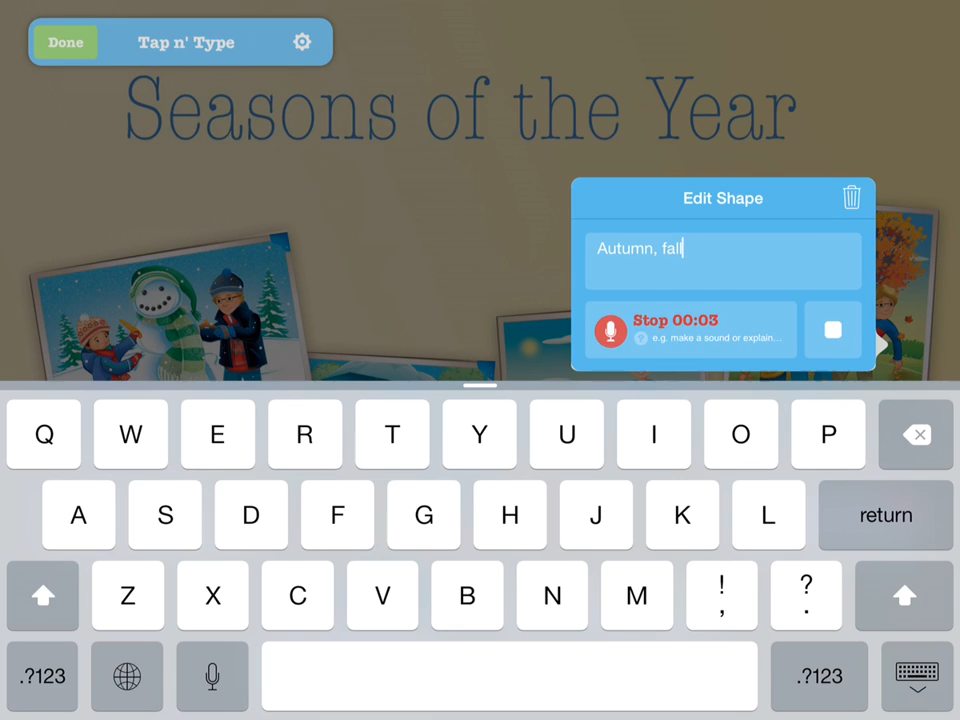 Done
Tap n' Type
Seasons of the Year
Edit Shape
Autumn, fall
Stop 00:03
e.g. make a sound or explain...
Q W E R T Y U I O P
A S D F G H J K L return
Z X C V B N M ! ?
, .
.?123 .?123